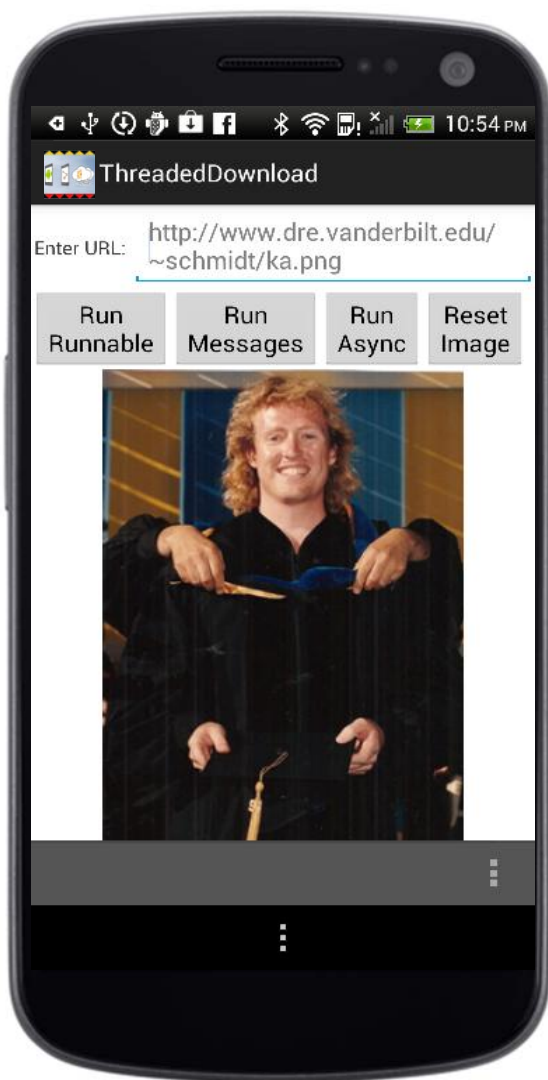 10:54 PM
ThreadedDownload
Enter URL:
http://www.dre.vanderbilt.edu/
~schmidt/ka.png
Run Runnable
Run Messages
Run Async
Reset Image